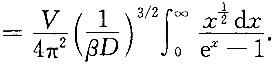 = \frac{V}{4\pi^2} \left( \frac{1}{\beta D} \right)^{3/2} \int_0^\infty \frac{x^{\frac{1}{2}} \mathrm{d}x}{\mathrm{e}^x - 1}.